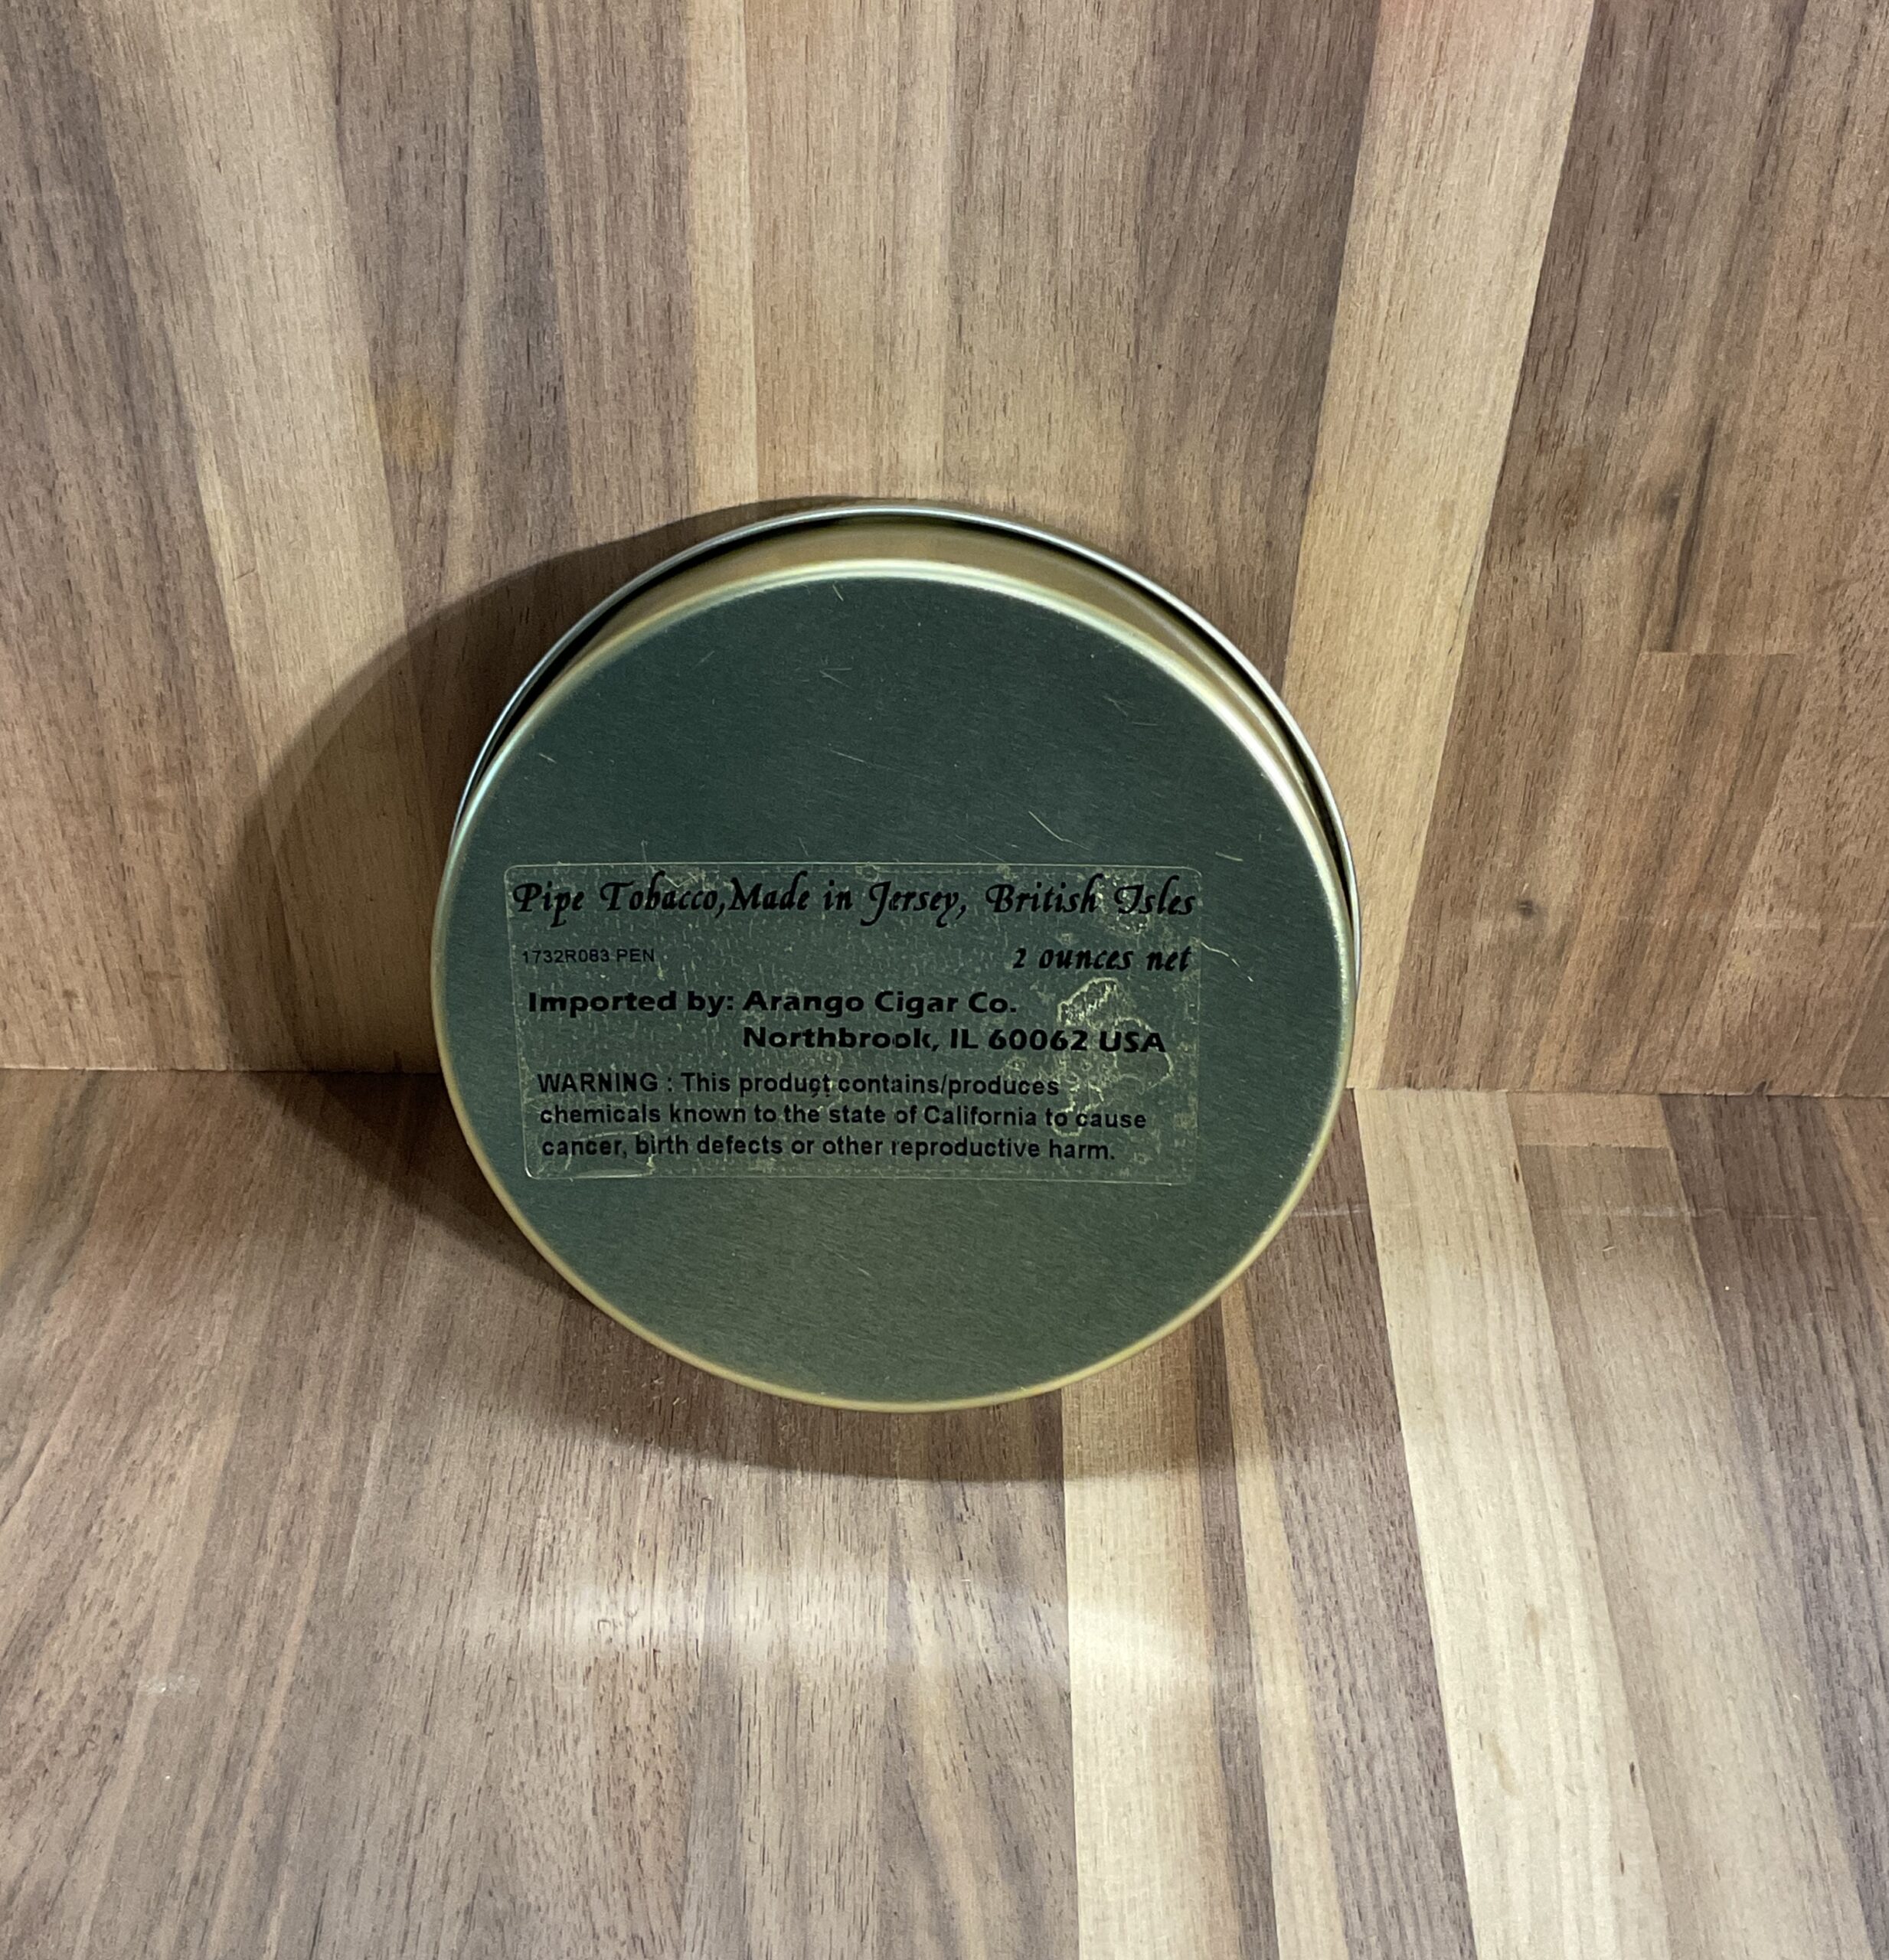 Pipe Tobacco,Made in Jersey, British Isles
1732R083 PEN 2 ounces net
Imported by: Arango Cigar Co.
Northbrook, IL 60062 USA
WARNING : This product contains/produces
chemicals known to the state of California to cause
cancer, birth defects or other reproductive harm.